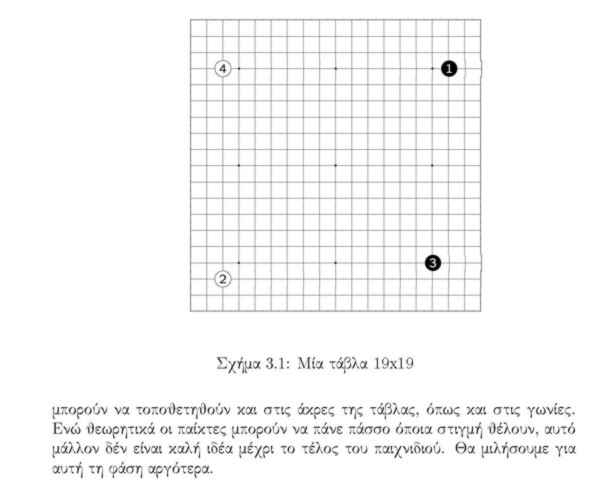 4
1
3
2
Σχήμα 3.1: Μία τάβλα 19x19
μπορούν να τοποθετηθούν και στις άκρες της τάβλας, όπως και στις γωνίες.
Ενώ θεωρητικά οι παίκτες μπορούν να πάνε πάσσο όποια στιγμή θέλουν, αυτό
μάλλον δέν είναι καλή ιδέα μέχρι το τέλος του παιχνιδιού. Θα μιλήσουμε για
αυτή τη φάση αργότερα.